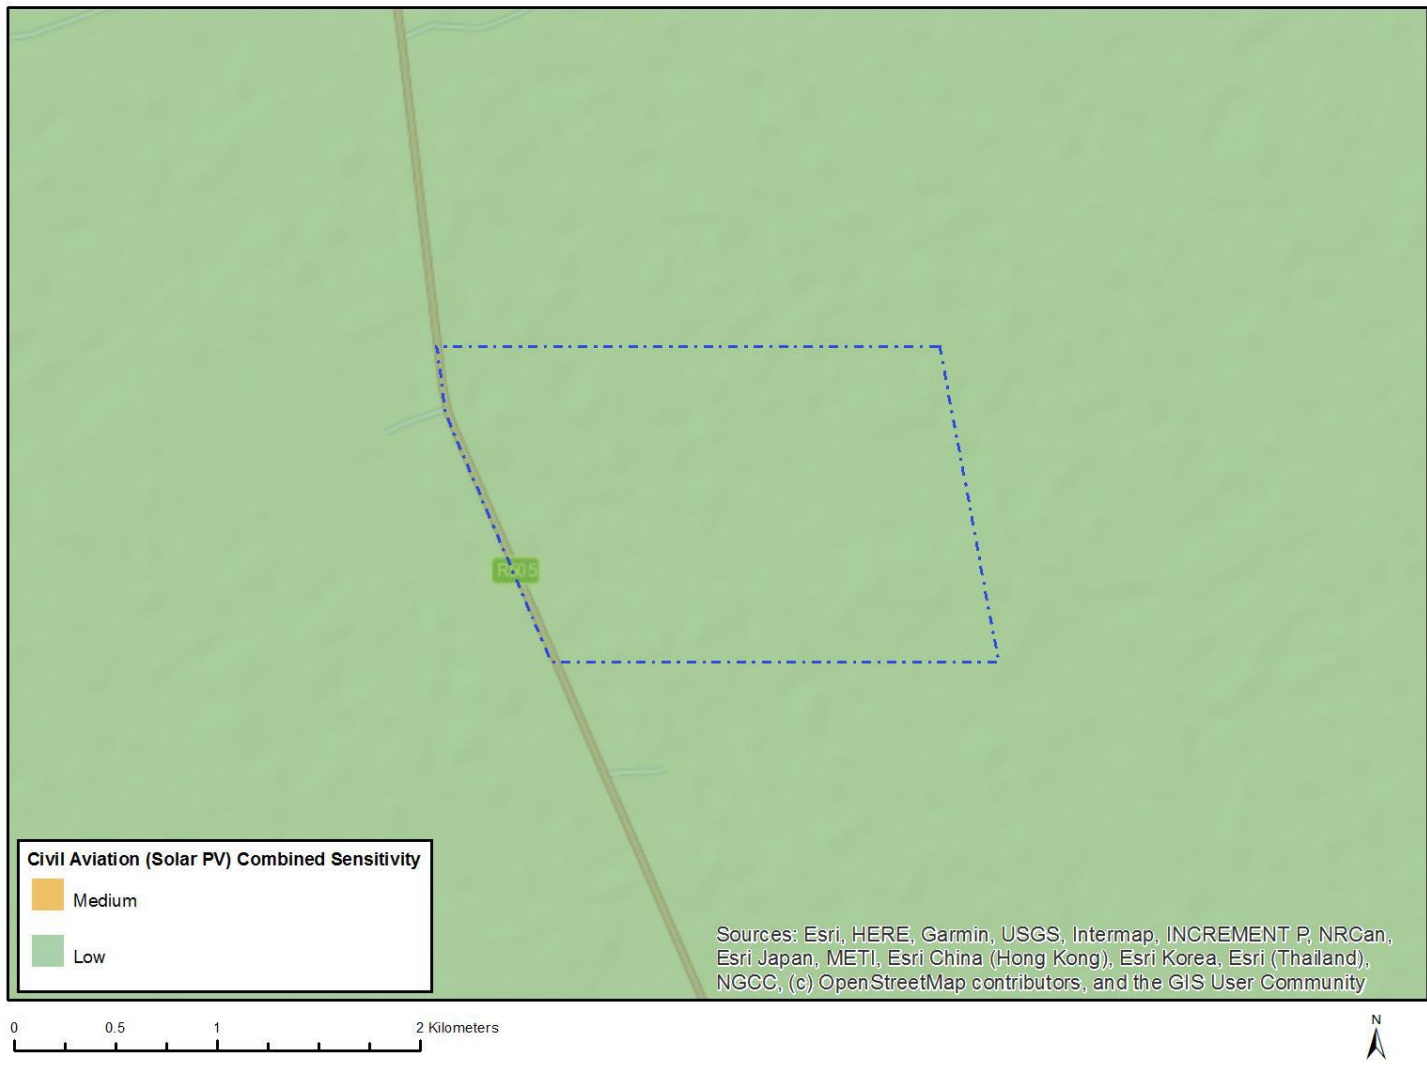 Civil Aviation (Solar PV) Combined Sensitivity
Medium
Low
Sources: Esri, HERE, Garmin, USGS, Intermap, INCREMENT P, NRCan,
Esri Japan, METI, Esri China (Hong Kong), Esri Korea, Esri (Thailand),
NGCC, (c) OpenStreetMap contributors, and the GIS User Community
0 0.5 1 2 Kilometers
N